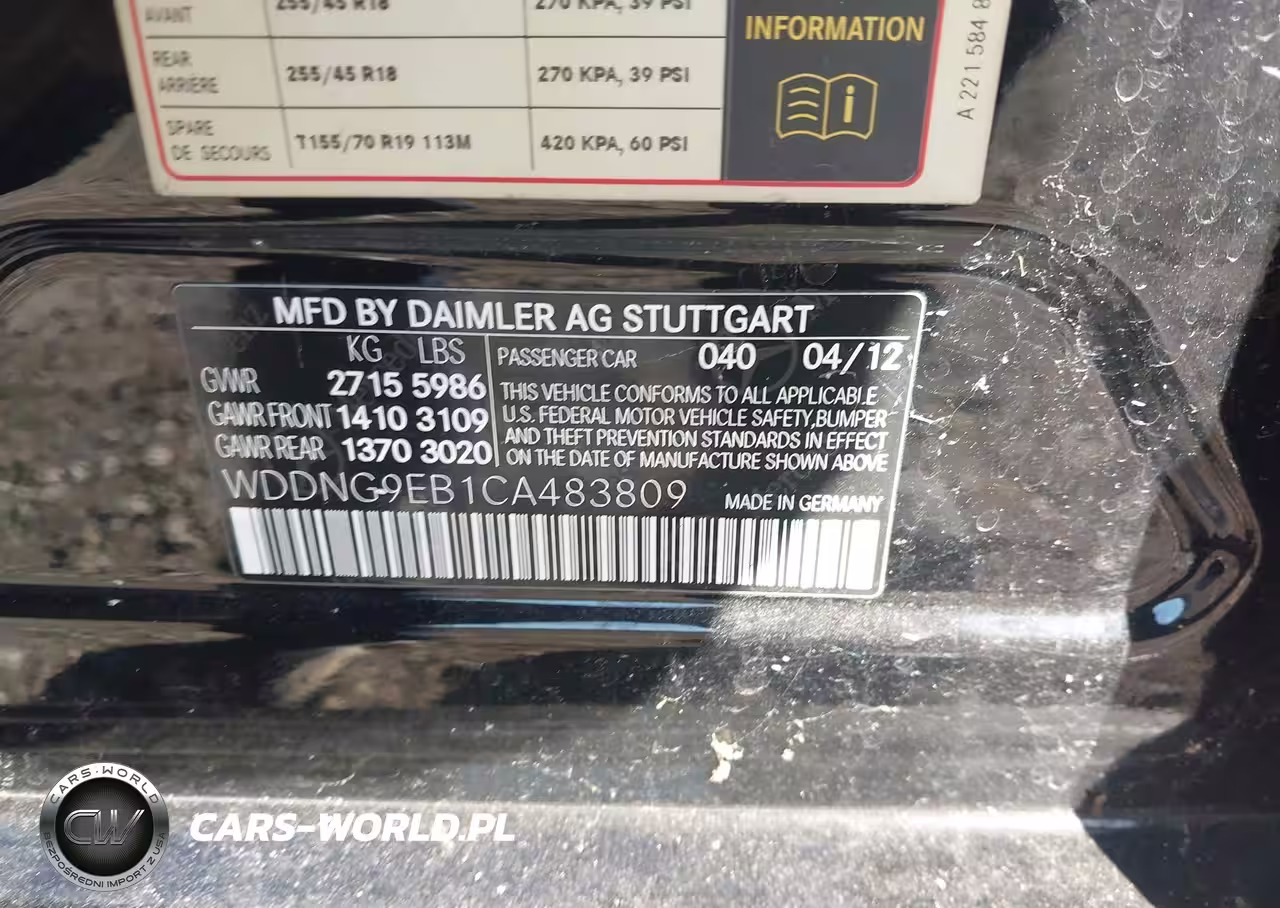 AVANT 255/45 R18 270 KPA, 39 PSI
REAR
ARRIÈRE 255/45 R18 270 KPA, 39 PSI
SPARE
DE SECOURS T155/70 R19 113M 420 KPA, 60 PSI
INFORMATION
i
A 221 584 8
MFD BY DAIMLER AG STUTTGART
KG LBS
GVWR 2715 5986
GAWR FRONT 1410 3109
GAWR REAR 1370 3020
PASSENGER CAR 040 04/12
THIS VEHICLE CONFORMS TO ALL APPLICABLE
U.S. FEDERAL MOTOR VEHICLE SAFETY,BUMPER
AND THEFT PREVENTION STANDARDS IN EFFECT
ON THE DATE OF MANUFACTURE SHOWN ABOVE
WDDNG9EB1CA483809 MADE IN GERMANY
CARS-WORLD
CW
BEZPOŚREDNI IMPORT Z USA
CARS-WORLD.PL